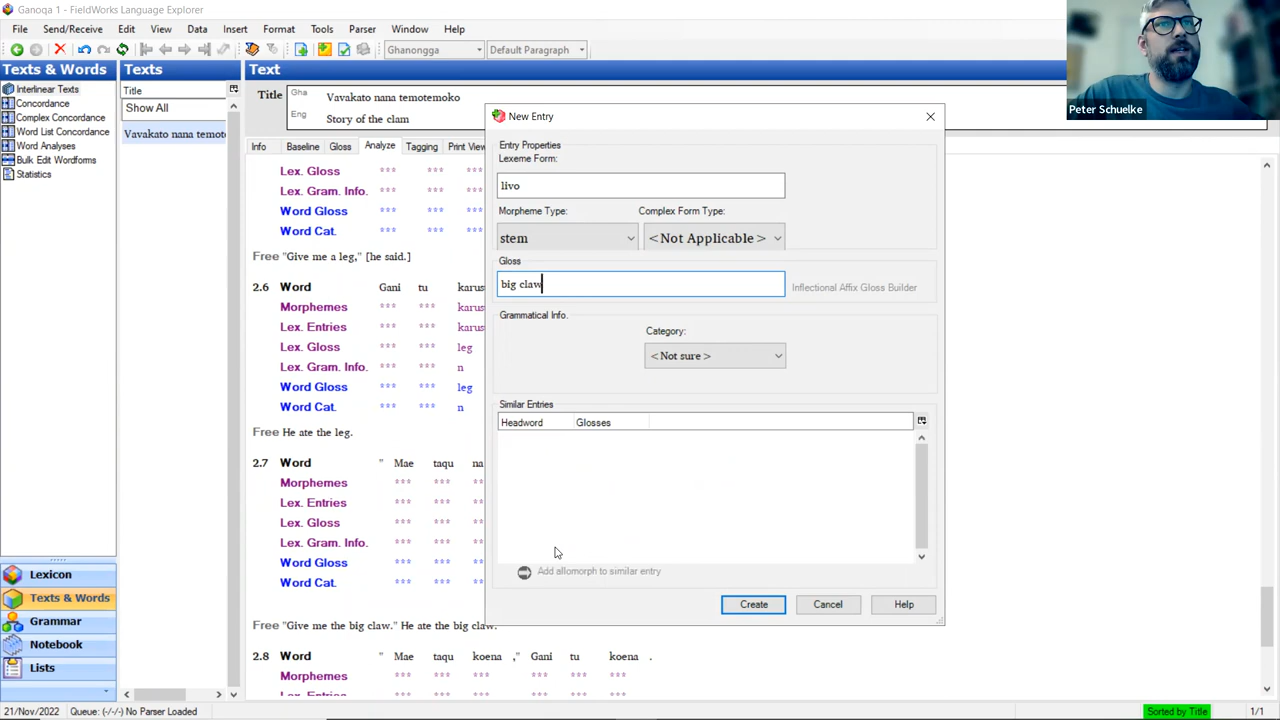 Ganoqa 1 - FieldWorks Language Explorer
File Send/Receive Edit View Data Insert Format Tools Parser Window Help
Ghanongga Default Paragraph
Texts & Words
Interlinear Texts
Concordance
Complex Concordance
Word List Concordance
Word Analyses
Bulk Edit Wordforms
Statistics
Lexicon
Texts & Words
Grammar
Notebook
Lists
Texts
Title
Show All
Vavakato nana temot
Text
Title Gha Vavakato nana temotemoko
Eng Story of the clam
Info Baseline Gloss Analyze Tagging Print View
Lex. Gloss *** *** ***
Lex. Gram. Info. *** *** ***
Word Gloss *** *** ***
Word Cat. *** *** ***
Free "Give me a leg," [he said.]
2.6 Word Gani tu karus
Morphemes *** *** karus
Lex. Entries *** *** karus
Lex. Gloss *** *** leg
Lex. Gram. Info. *** *** n
Word Gloss *** *** leg
Word Cat. *** *** n
Free He ate the leg.
2.7 Word " Mae taqu na
Morphemes *** *** ***
Lex. Entries *** *** ***
Lex. Gloss *** *** ***
Lex. Gram. Info. *** *** ***
Word Gloss *** *** ***
Word Cat. *** *** ***
Free "Give me the big claw." He ate the big claw.
2.8 Word " Mae taqu koena ," Gani tu koena .
Morphemes *** *** *** *** *** ***
Lex. Entries *** *** *** *** *** ***
New Entry
Entry Properties
Lexeme Form:
livo
Morpheme Type: Complex Form Type:
stem <Not Applicable>
Gloss
big claw Inflectional Affix Gloss Builder
Grammatical Info.
Category:
<Not sure>
Similar Entries
Headword Glosses
Add allomorph to similar entry
Create Cancel Help
Peter Schuelke
21/Nov/2022 Queue: (-/-/-) No Parser Loaded Sorted by Title 1/1